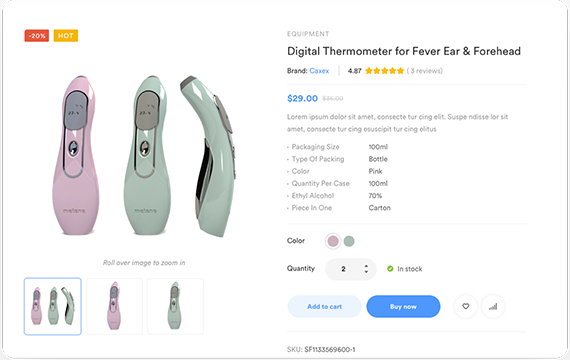 -20% HOT
EQUIPMENT
Digital Thermometer for Fever Ear & Forehead
Brand: Caxex 4.87 ( 3 reviews)
$29.00 $36.00
Lorem ipsum dolor sit amet, consecte tur cing elit. Suspe ndisse lor sit
amet, consecte tur cing esuscipit tur cing elitus
· Packaging Size 100ml
· Type Of Packing Bottle
· Color Pink
· Quantity Per Case 100ml
· Ethyl Alcohol 70%
· Piece In One Carton
Color
Quantity 2 In stock
Add to cart Buy now
SKU: SF1133569600-1
Roll over image to zoom in